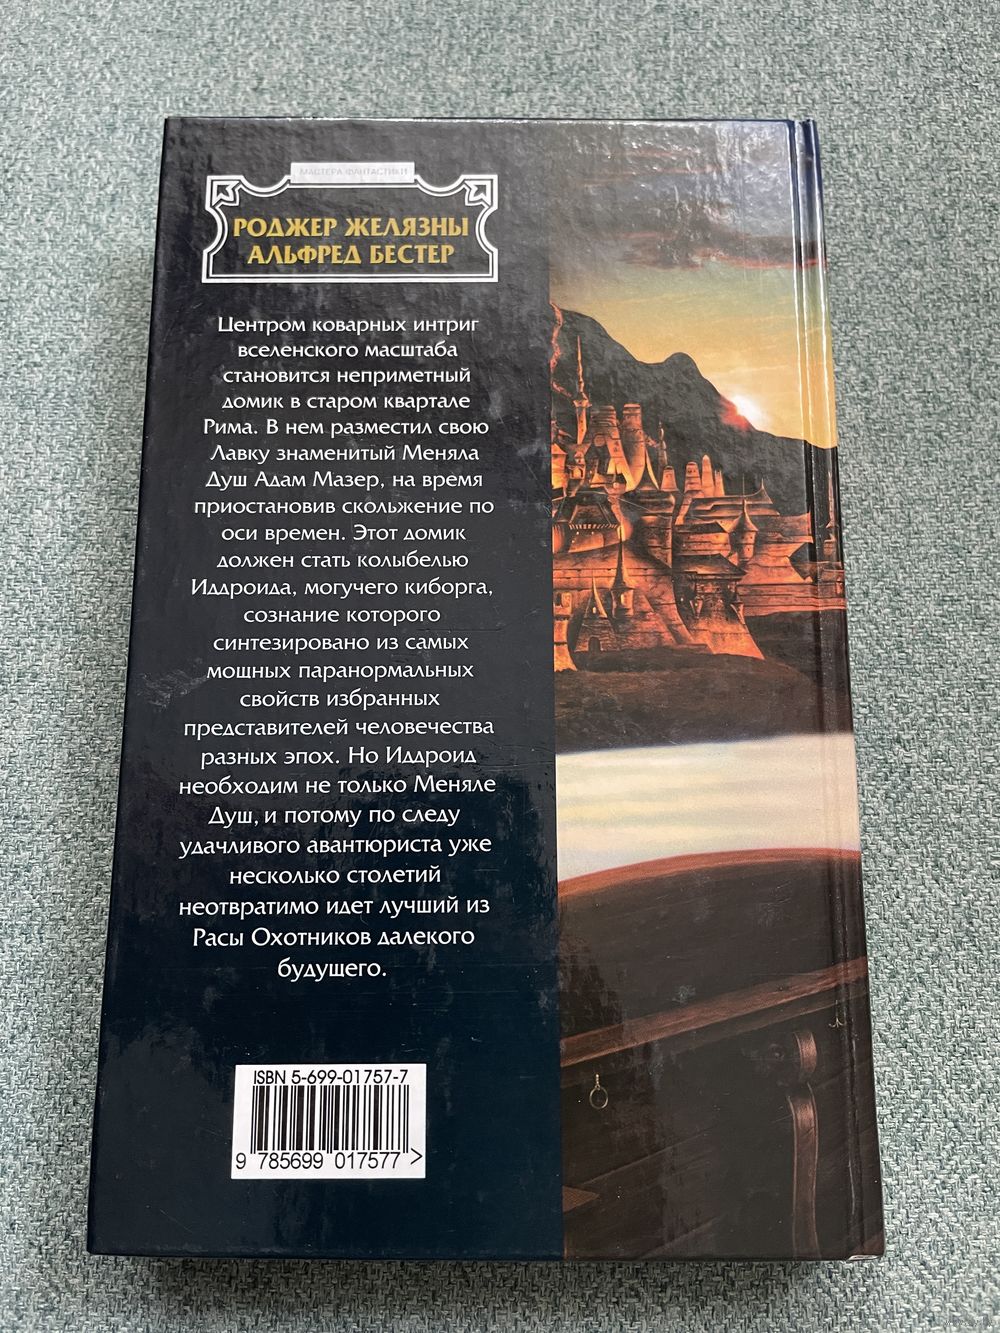 МАСТЕРА ФАНТАСТИКИ
РОДЖЕР ЖЕЛЯЗНЫ
АЛЬФРЕД БЕСТЕР
Центром коварных интриг
вселенского масштаба
становится неприметный
домик в старом квартале
Рима. В нем разместил свою
Лавку знаменитый Меняла
Душ Адам Мазер, на время
приостановив скольжение по
оси времен. Этот домик
должен стать колыбелью
Иддроида, могучего киборга,
сознание которого
синтезировано из самых
мощных паранормальных
свойств избранных
представителей человечества
разных эпох. Но Иддроид
необходим не только Меняле
Душ, и потому по следу
удачливого авантюриста уже
несколько столетий
неотвратимо идет лучший из
Расы Охотников далекого
будущего.
ISBN 5-699-01757-7
9 785699 017577 >